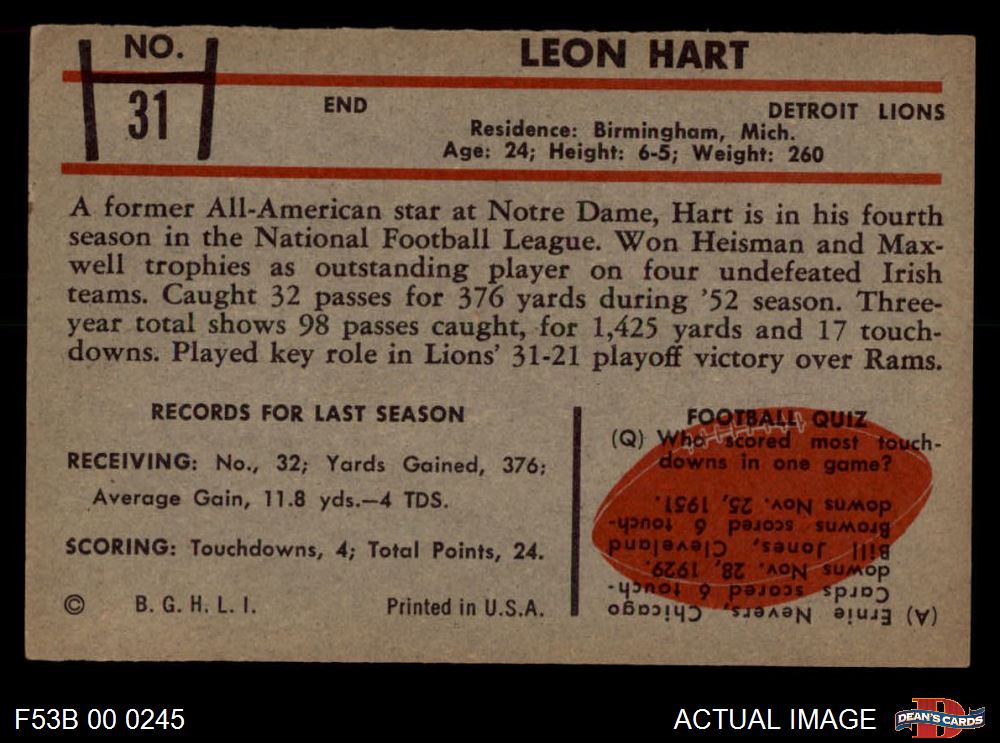 NO.
31
LEON HART
END
DETROIT LIONS
Residence: Birmingham, Mich.
Age: 24; Height: 6-5; Weight: 260
A former All-American star at Notre Dame, Hart is in his fourth
season in the National Football League. Won Heisman and Max-
well trophies as outstanding player on four undefeated Irish
teams. Caught 32 passes for 376 yards during '52 season. Three-
year total shows 98 passes caught, for 1,425 yards and 17 touch-
downs. Played key role in Lions' 31-21 playoff victory over Rams.
RECORDS FOR LAST SEASON
RECEIVING: No., 32; Yards Gained, 376;
Average Gain, 11.8 yds.—4 TDS.
SCORING: Touchdowns, 4; Total Points, 24.
© B. G. H. L. I. Printed in U.S.A.
FOOTBALL QUIZ
(Q) Who scored most touch-
downs in one game?
(A) Ernie Nevers, Chicago
Cards scored 6 touch-
downs Nov. 28, 1929.
Bill Jones, Cleveland
Browns scored 6 touch-
downs Nov. 25, 1951.
F53B 00 0245
ACTUAL IMAGE
DEAN'S CARDS